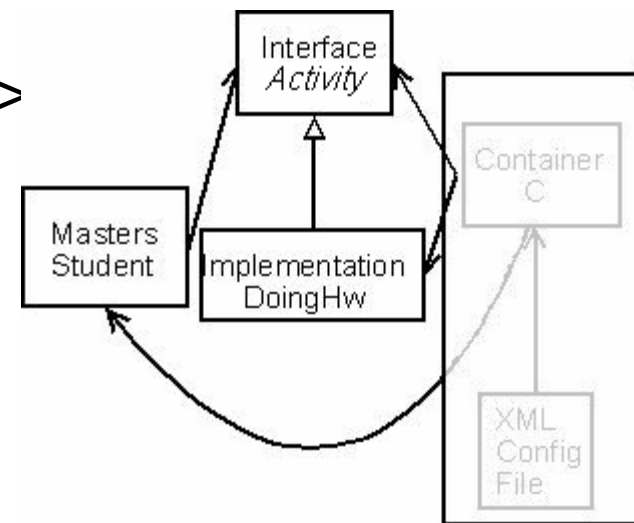 Interface
Activity
>
Container
C
Masters
Student
Implementation
DoingHw
XML
Config
File